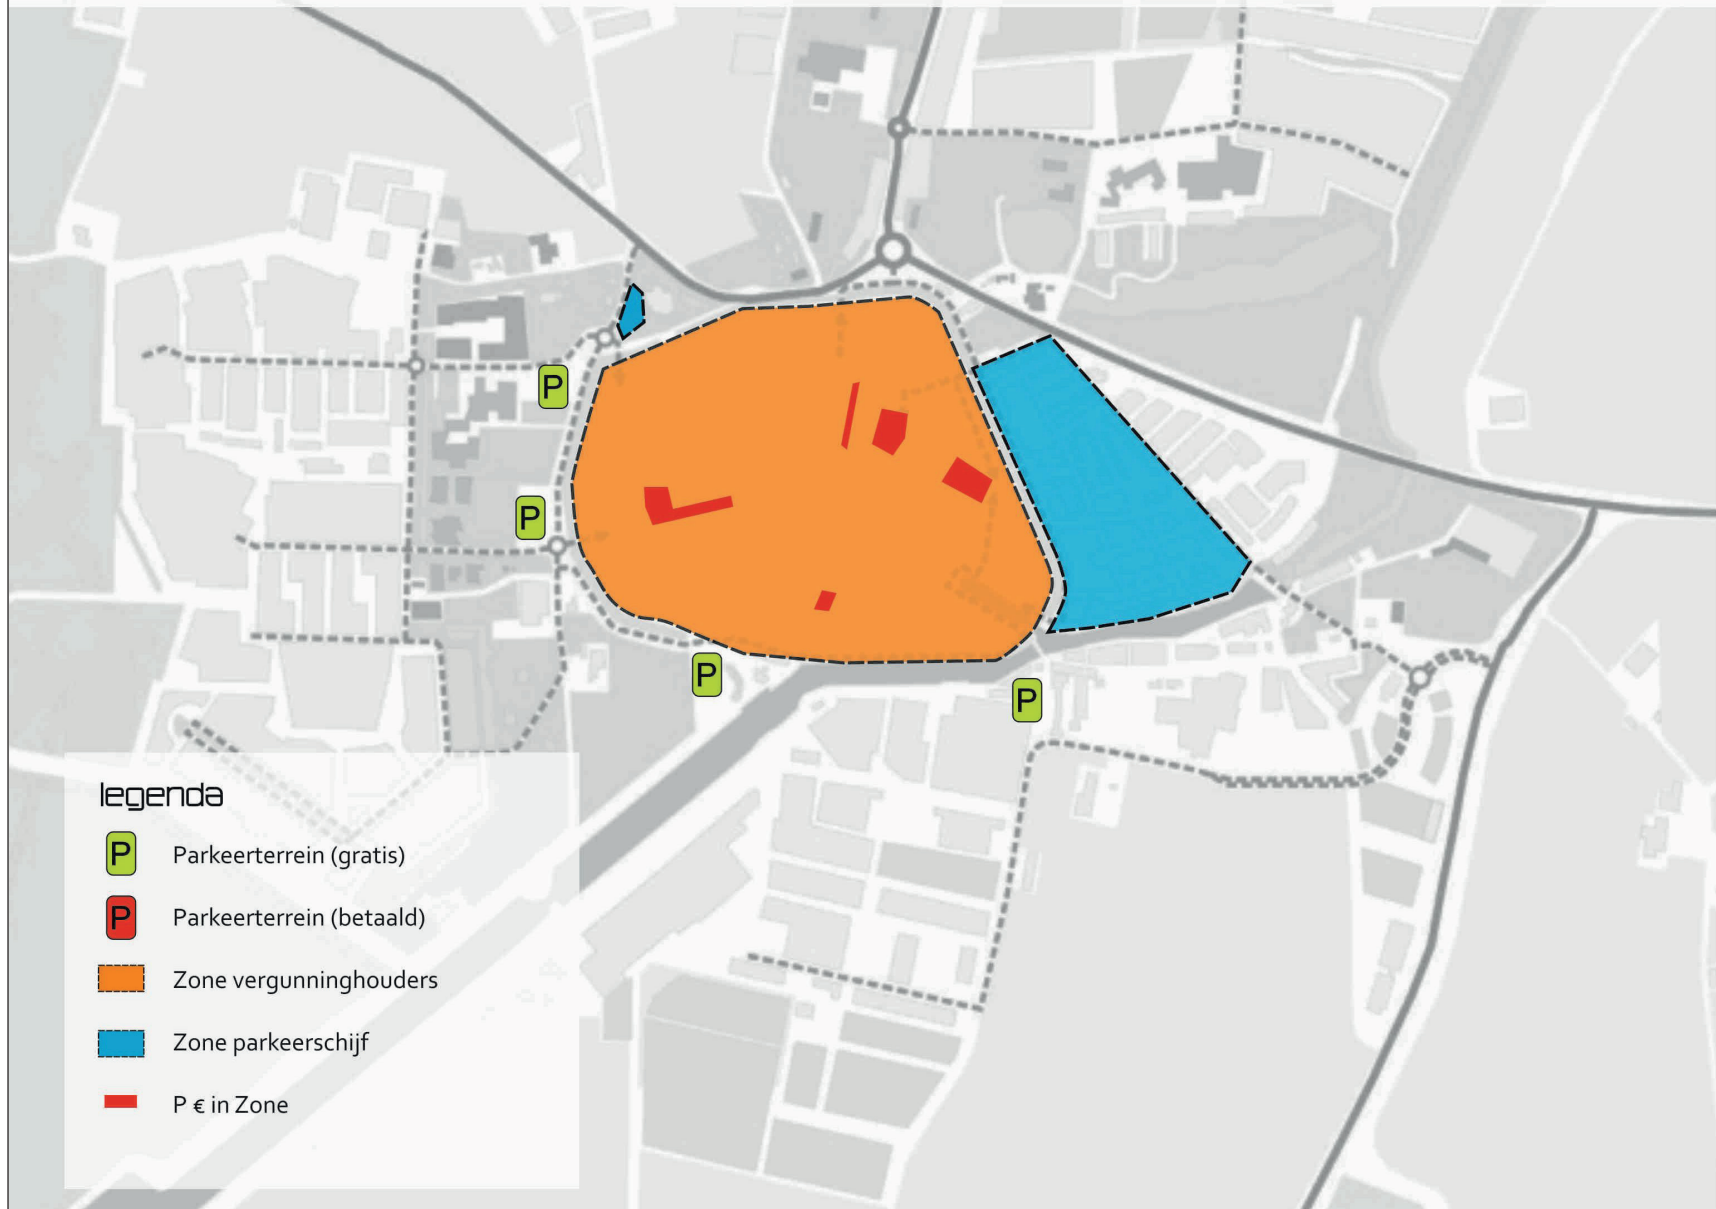 P
P
P
P
legenda
P Parkeerterrein (gratis)
P Parkeerterrein (betaald)
Zone vergunninghouders
Zone parkeerschijf
P € in Zone